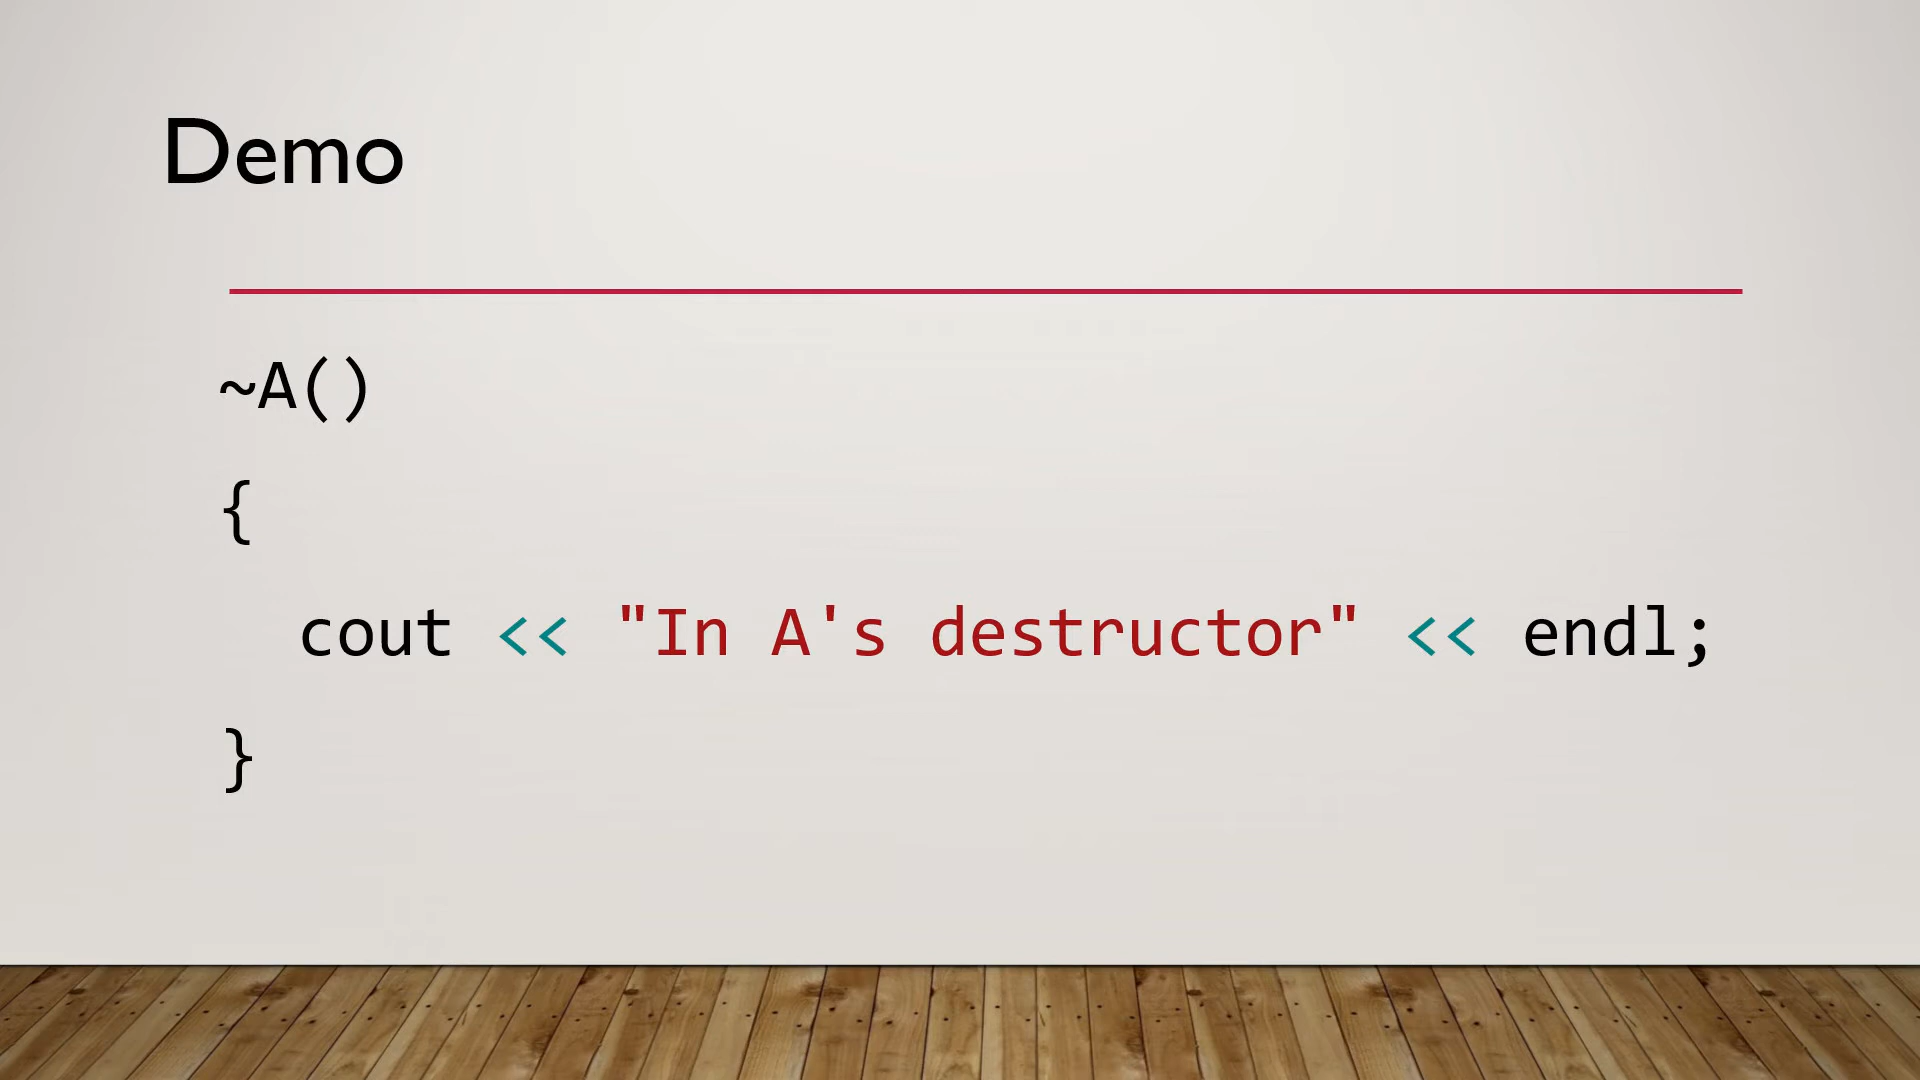 Demo
~A()
{
cout << "In A's destructor" << endl;
}